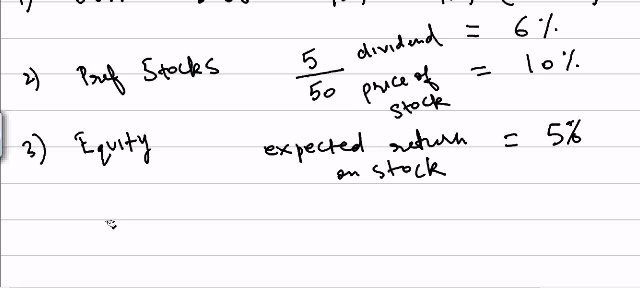 = 6%
2) Pref Stocks 5/50 dividend price of stock = 10%
3) Equity expected return on stock = 5%